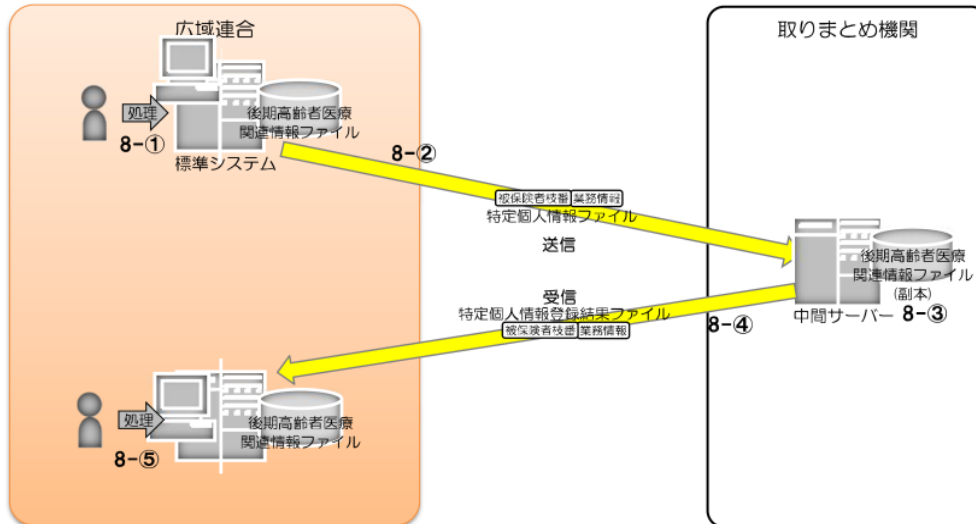 広域連合
取りまとめ機関
処理
8-①
後期高齢者医療
関連情報ファイル
標準システム
8-②
被保険者枝番 業務情報
特定個人情報ファイル
送信
後期高齢者医療
関連情報ファイル
(副本)
中間サーバー
8-③
受信
特定個人情報登録結果ファイル
8-④
被保険者枝番 業務情報
処理
8-⑤
後期高齢者医療
関連情報ファイル